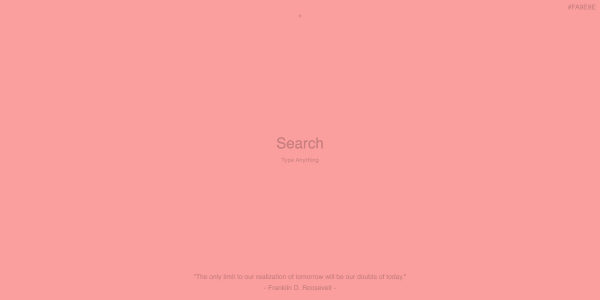 Search
Type Anything
"The only limit to our realization of tomorrow will be our doubts of today."
- Franklin D. Roosevelt -